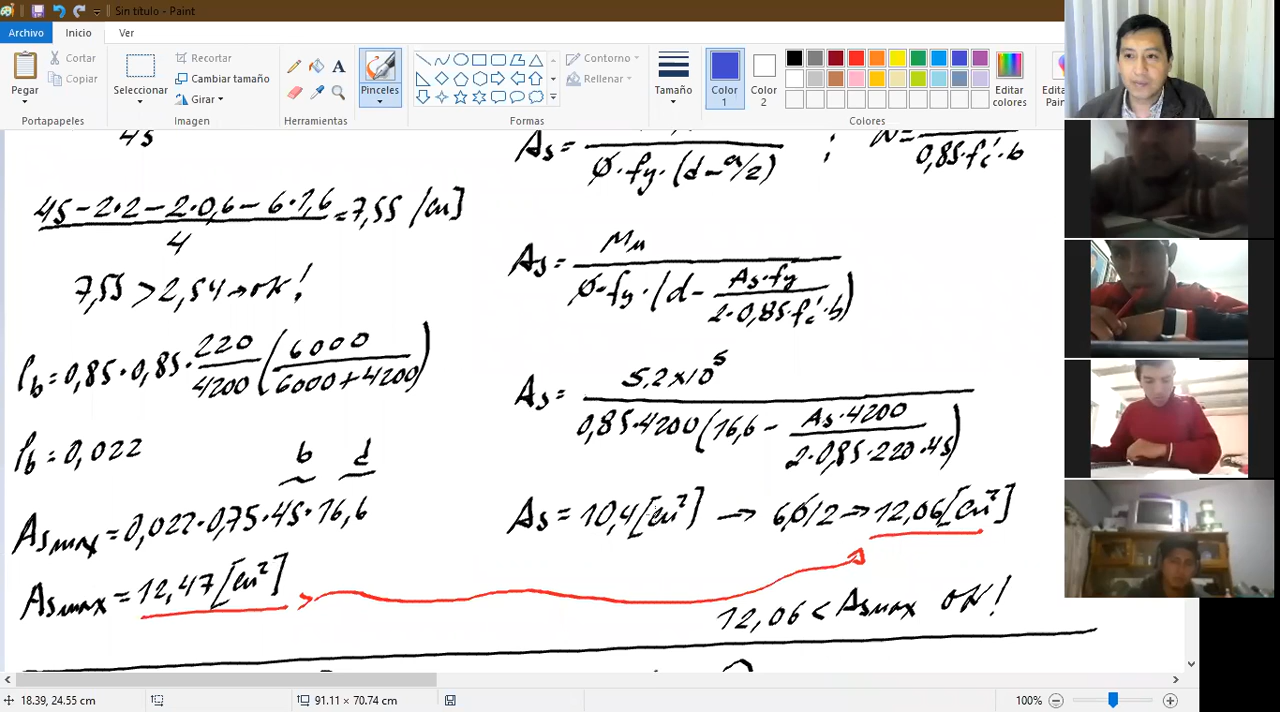 Sin título - Paint
Archivo Inicio Ver
Pegar
Cortar
Copiar
Portapapeles
Seleccionar
Recortar
Cambiar tamaño
Girar
Imagen
A
Herramientas
Pinceles
Contorno
Rellenar
Formas
Tamaño
Color 1
Color 2
Editar colores
Colores
45
(45 - 2*2 - 2*0,6 - 6*1,6)/4 = 7,55 [cm]
7,55 > 2,54 → OK!
ρb = 0,85*0,85*220/4200 (6000/(6000+4200))
ρb = 0,022
b d
Asmax = 0,022*0,75*45*16,6
Asmax = 12,47 [cm²]
As = /(Ø·fy·(d-a/2)) ; /(0,85·fc'·b)
As = Mu/(Ø·fy·(d - As·fy/(2·0,85·fc'·b)))
As = 5,2x10⁵/(0,85*4200(16,6 - As·4200/(2·0,85·220·45)))
As = 10,4 [cm²] → 6Ø/2 → 12,06 [cm²]
12,06 < Asmax OK!
18.39, 24.55 cm
91.11 × 70.74 cm
100%